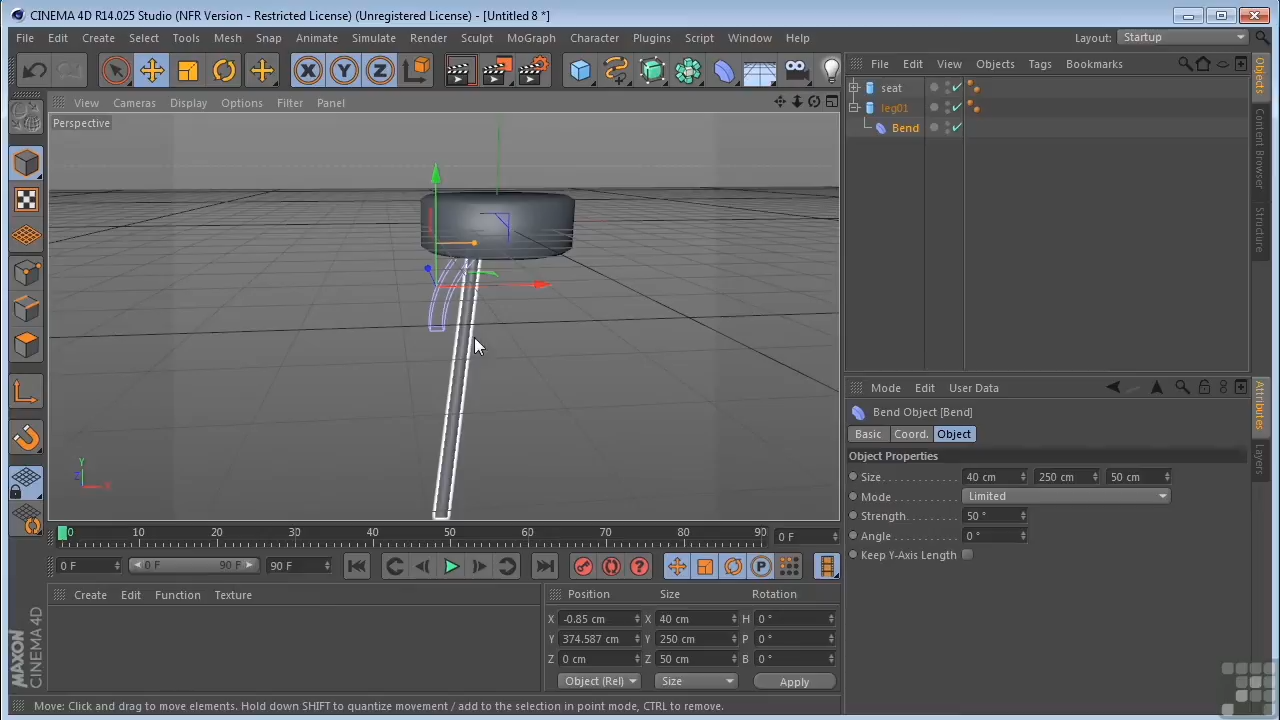 CINEMA 4D R14.025 Studio (NFR Version - Restricted License) (Unregistered License) - [Untitled 8 *]
File Edit Create Select Tools Mesh Snap Animate Simulate Render Sculpt MoGraph Character Plugins Script Window Help Layout: Startup
X Y Z
File Edit View Objects Tags Bookmarks
View Cameras Display Options Filter Panel
Perspective
seat
leg01
Bend
Objects
Content Browser
Structure
Mode Edit User Data
Bend Object [Bend]
Basic Coord. Object
Object Properties
Size 40 cm 250 cm 50 cm
Mode Limited
Strength 50 °
Angle 0 °
Keep Y-Axis Length
Attributes
Layers
Y
Z
X
0 10 20 30 40 50 60 70 80 90 0 F
0 F 0 F 90 F 90 F
P
Create Edit Function Texture
Position Size Rotation
X -0.85 cm X 40 cm H 0 °
Y 374.587 cm Y 250 cm P 0 °
Z 0 cm Z 50 cm B 0 °
Object (Rel) Size Apply
MAXON
CINEMA 4D
Move: Click and drag to move elements. Hold down SHIFT to quantize movement / add to the selection in point mode, CTRL to remove.